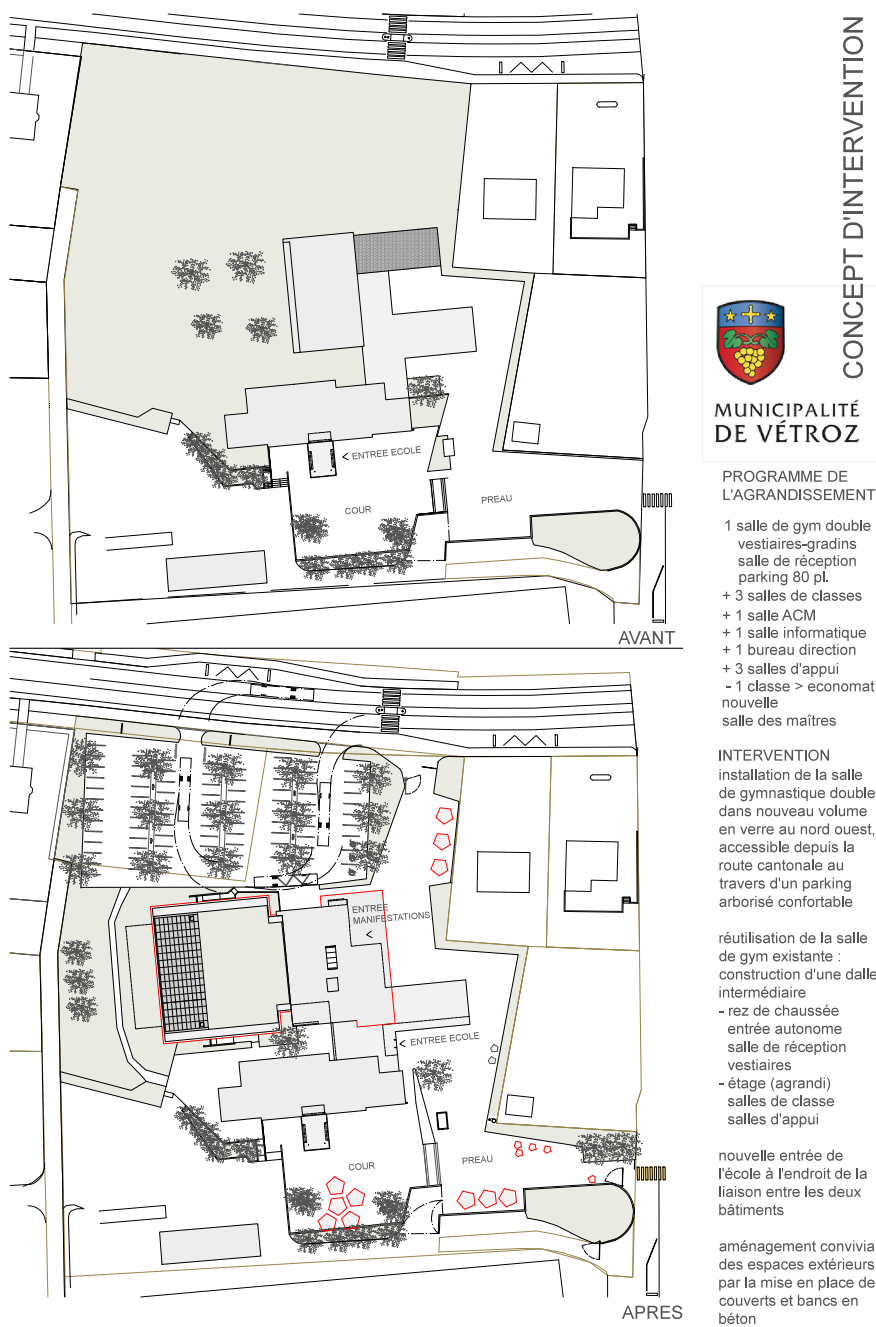 CONCEPT D'INTERVENTION
ENTREE ECOLE
COUR
PREAU
AVANT
MUNICIPALITÉ
DE VÉTROZ
PROGRAMME DE
L'AGRANDISSEMENT
1 salle de gym double
vestiaires-gradins
salle de réception
parking 80 pl.
+ 3 salles de classes
+ 1 salle ACM
+ 1 salle informatique
+ 1 bureau direction
+ 3 salles d'appui
- 1 classe > economat
nouvelle
salle des maîtres
INTERVENTION
installation de la salle
de gymnastique double
dans nouveau volume
en verre au nord ouest,
accessible depuis la
route cantonale au
travers d'un parking
arborisé confortable
réutilisation de la salle
de gym existante :
construction d'une dalle
intermédiaire
- rez de chaussée
entrée autonome
salle de réception
vestiaires
- étage (agrandi)
salles de classe
salles d'appui
nouvelle entrée de
l'école à l'endroit de la
liaison entre les deux
bâtiments
aménagement convivia
des espaces extérieurs
par la mise en place de
couverts et bancs en
béton
ENTREE
MANIFESTATIONS
ENTREE ECOLE
COUR
PREAU
APRES